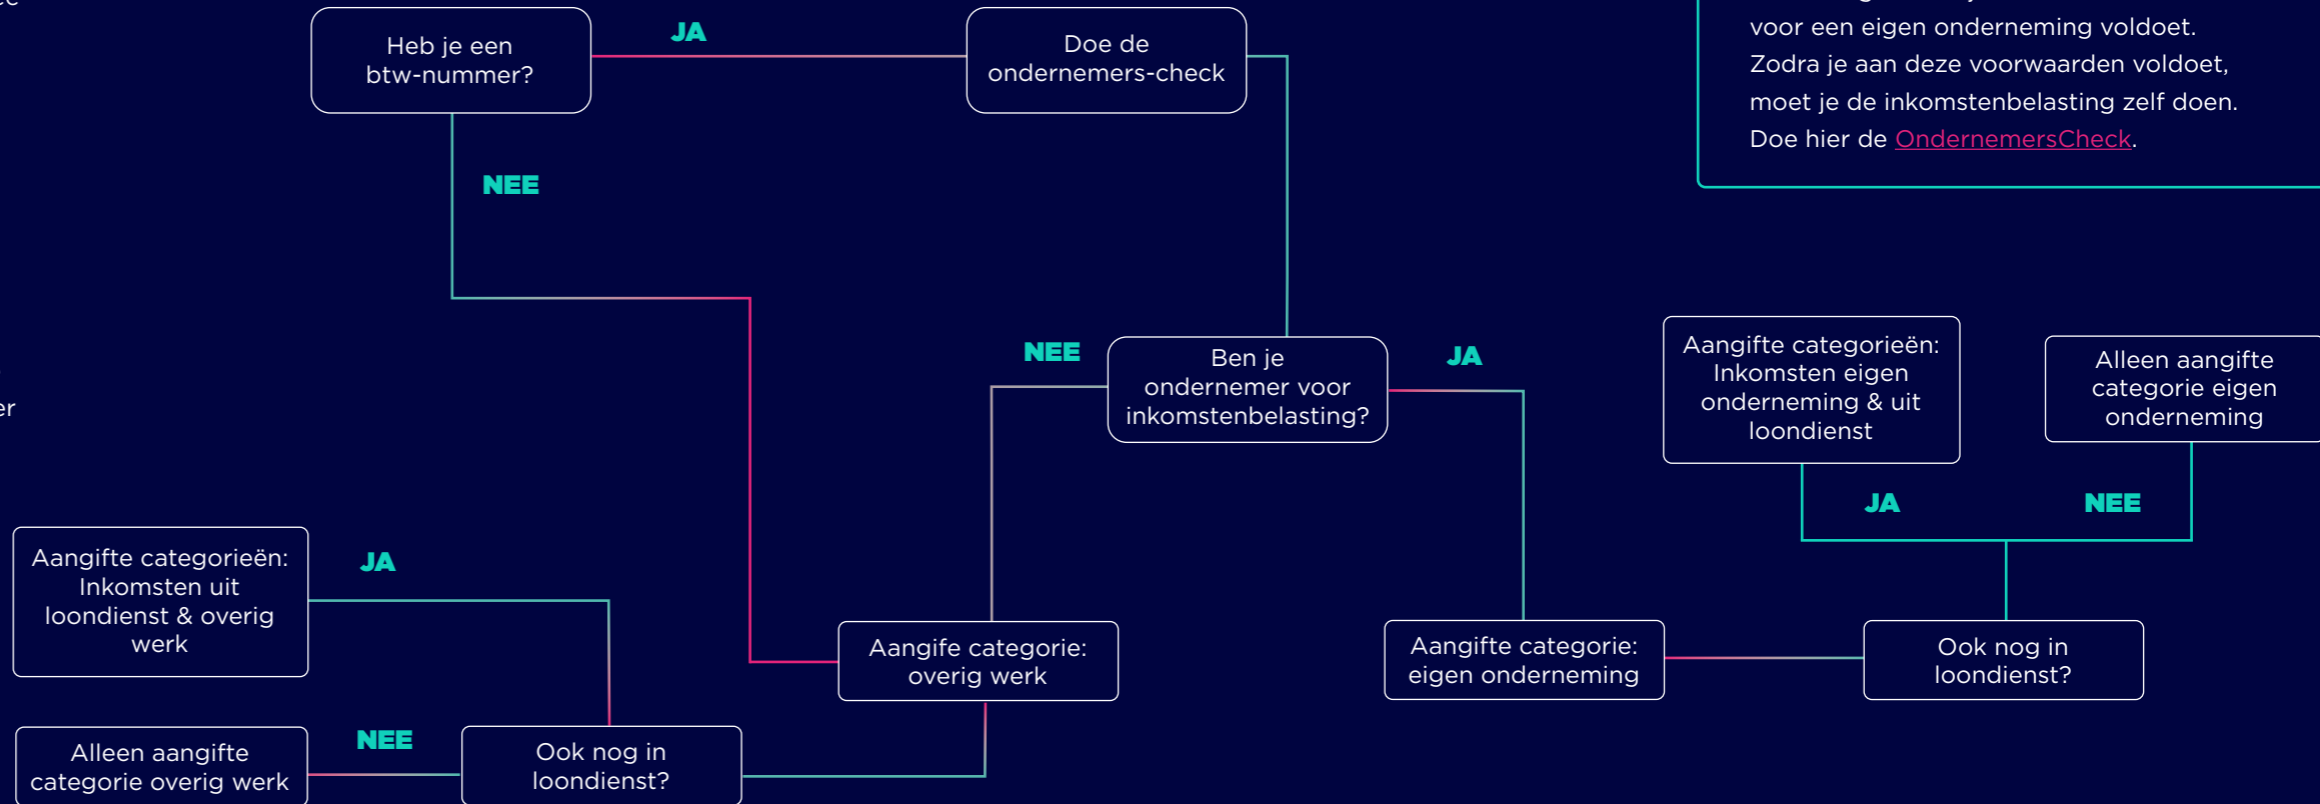 Heb je een
btw-nummer?
JA
Doe de
ondernemers-check
voor een eigen onderneming voldoet.
Zodra je aan deze voorwaarden voldoet,
moet je de inkomstenbelasting zelf doen.
Doe hier de OndernemersCheck.
NEE
NEE
Ben je
ondernemer voor
inkomstenbelasting?
JA
Aangifte categorieën:
Inkomsten eigen
onderneming & uit
loondienst
Alleen aangifte
categorie eigen
onderneming
JA
NEE
Aangifte categorieën:
Inkomsten uit
loondienst & overig
werk
JA
Aangife categorie:
overig werk
Aangifte categorie:
eigen onderneming
Ook nog in
loondienst?
Alleen aangifte
categorie overig werk
NEE
Ook nog in
loondienst?